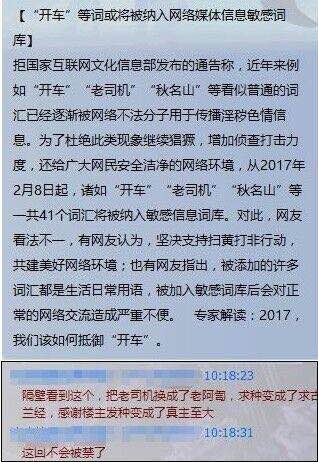 【“开车”等词或将被纳入网络媒体信息敏感词
库】
拒国家互联网文化信息部发布的通告称，近年来例
如“开车”“老司机”“秋名山”等看似普通的词
汇已经逐渐被网络不法分子用于传播淫秽色情信
息。为了杜绝此类现象继续猖獗，增加侦查打击力
度，还给广大网民安全洁净的网络环境，从2017年
2月8日起，诸如“开车”“老司机”“秋名山”等
一共41个词汇将被纳入敏感信息词库。对此，网友
看法不一，有网友认为，坚决支持扫黄打非行动，
共建美好网络环境；也有网友指出，被添加的许多
词汇都是生活日常用语，被加入敏感词库后会对正
常的网络交流造成严重不便。 专家解读：2017，
我们该如何抵御“开车”。
10:18:23
隔壁看到这个，把老司机换成了老阿訇，求种变成了求古
兰经，感谢楼主发种变成了真主至大
10:18:31
这回不会被禁了